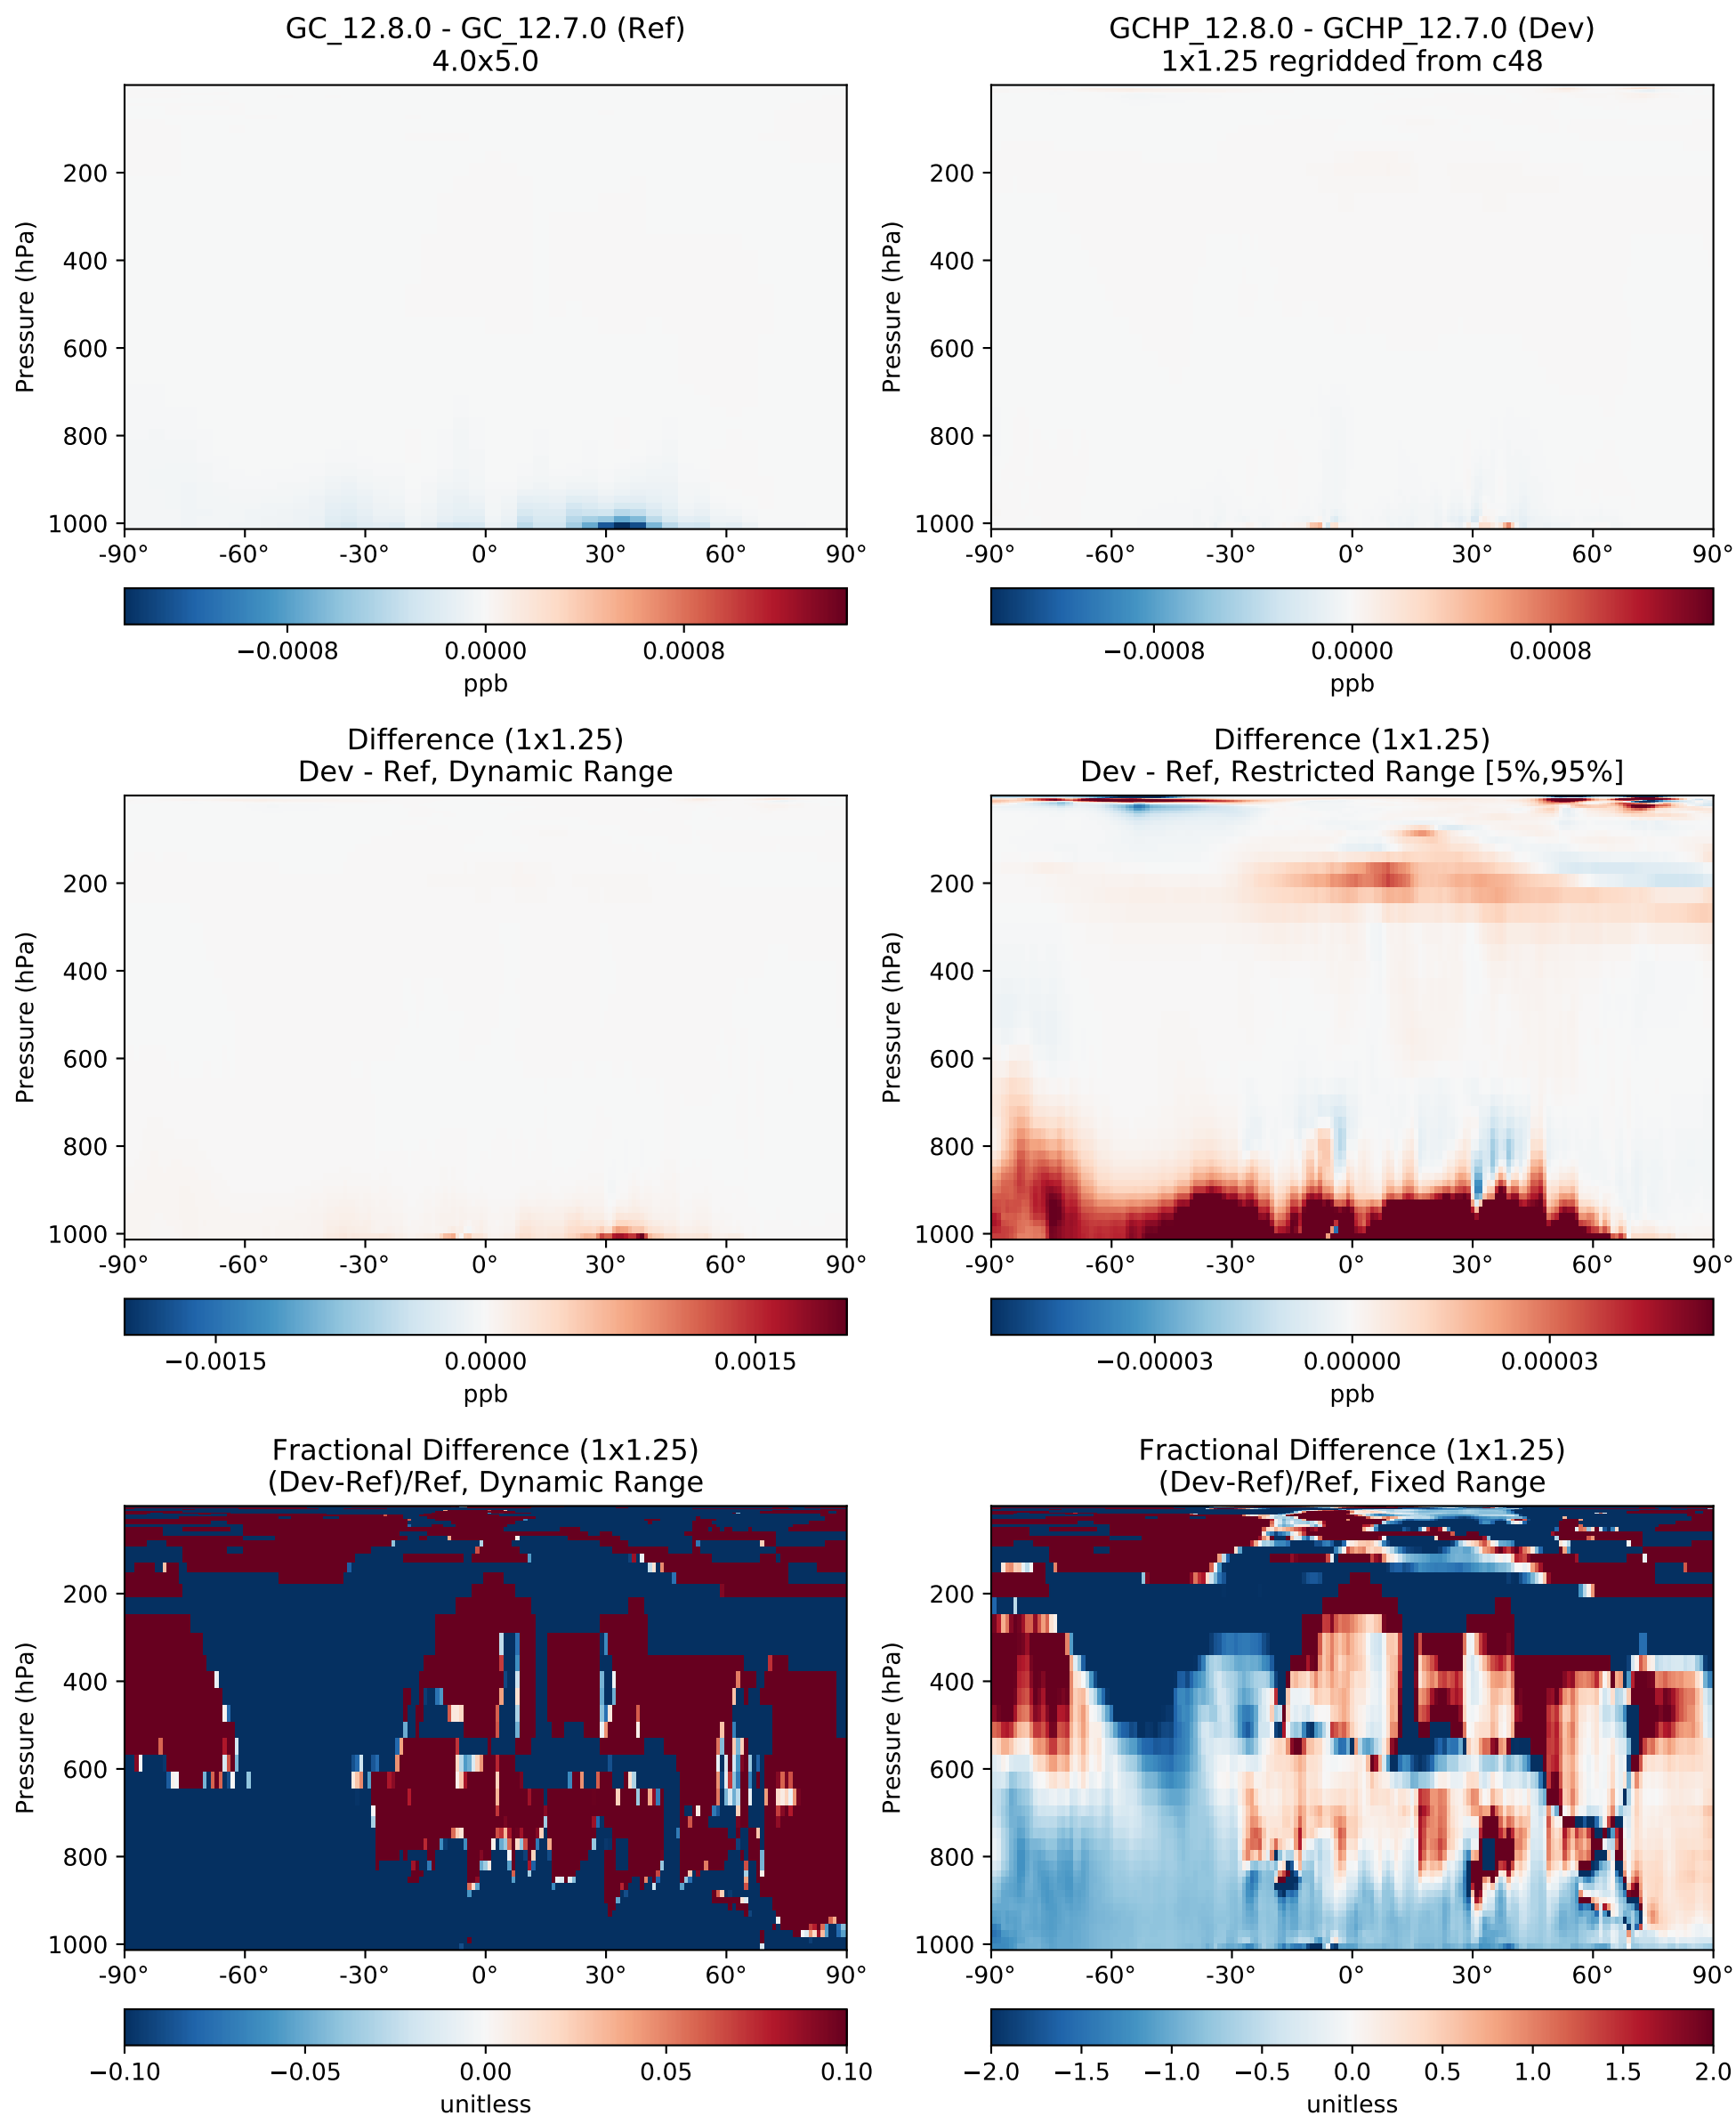 GC_12.8.0 - GC_12.7.0 (Ref)
4.0x5.0
Pressure (hPa)
200
400
600
800
1000
-90° -60° -30° 0° 30° 60° 90°
−0.0008 0.0000 0.0008
ppb
GCHP_12.8.0 - GCHP_12.7.0 (Dev)
1x1.25 regridded from c48
Pressure (hPa)
200
400
600
800
1000
-90° -60° -30° 0° 30° 60° 90°
−0.0008 0.0000 0.0008
ppb
Difference (1x1.25)
Dev - Ref, Dynamic Range
Pressure (hPa)
200
400
600
800
1000
-90° -60° -30° 0° 30° 60° 90°
−0.0015 0.0000 0.0015
ppb
Difference (1x1.25)
Dev - Ref, Restricted Range [5%,95%]
Pressure (hPa)
200
400
600
800
1000
-90° -60° -30° 0° 30° 60° 90°
−0.00003 0.00000 0.00003
ppb
Fractional Difference (1x1.25)
(Dev-Ref)/Ref, Dynamic Range
Pressure (hPa)
200
400
600
800
1000
-90° -60° -30° 0° 30° 60° 90°
−0.10 −0.05 0.00 0.05 0.10
unitless
Fractional Difference (1x1.25)
(Dev-Ref)/Ref, Fixed Range
Pressure (hPa)
200
400
600
800
1000
-90° -60° -30° 0° 30° 60° 90°
−2.0 −1.5 −1.0 −0.5 0.0 0.5 1.0 1.5 2.0
unitless